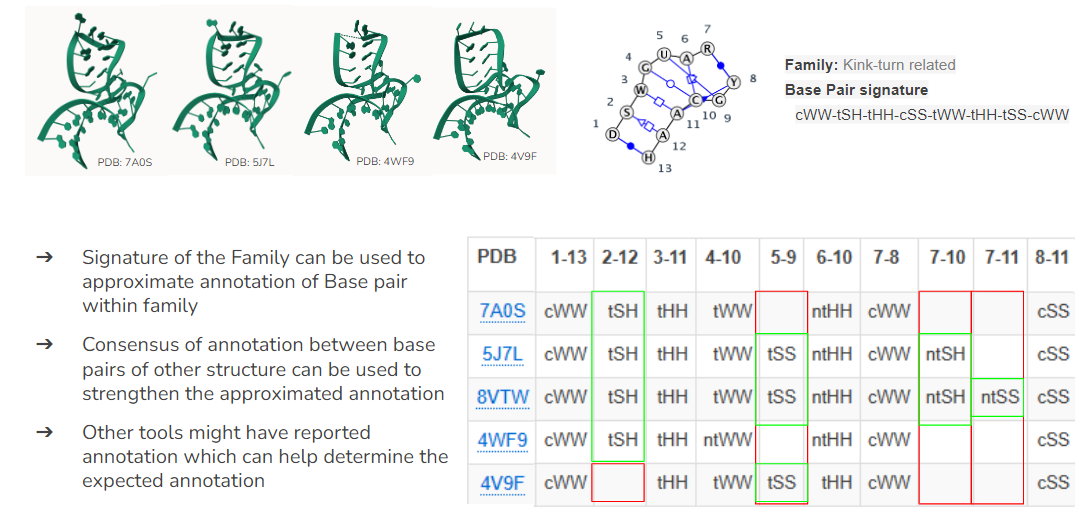 PDB: 7A0S
PDB: 5J7L
PDB: 4WF9
PDB: 4V9F
5 6 7
4 U A R
G
3 W Y 8
2 S C G 9
1 D A 11 10
A 12
H
13
Family: Kink-turn related
Base Pair signature
cWW-tSH-tHH-cSS-tWW-tHH-tSS-cWW
→ Signature of the Family can be used to
approximate annotation of Base pair
within family
→ Consensus of annotation between base
pairs of other structure can be used to
strengthen the approximated annotation
→ Other tools might have reported
annotation which can help determine the
expected annotation
PDB 1-13 2-12 3-11 4-10 5-9 6-10 7-8 7-10 7-11 8-11
7A0S cWW tSH tHH tWW ntHH cWW cSS
5J7L cWW tSH tHH tWW tSS ntHH cWW ntSH cSS
8VTW cWW tSH tHH tWW tSS ntHH cWW ntSH ntSS cSS
4WF9 cWW tSH tHH ntWW ntHH cWW cSS
4V9F cWW tHH tWW tSS tHH cWW cSS